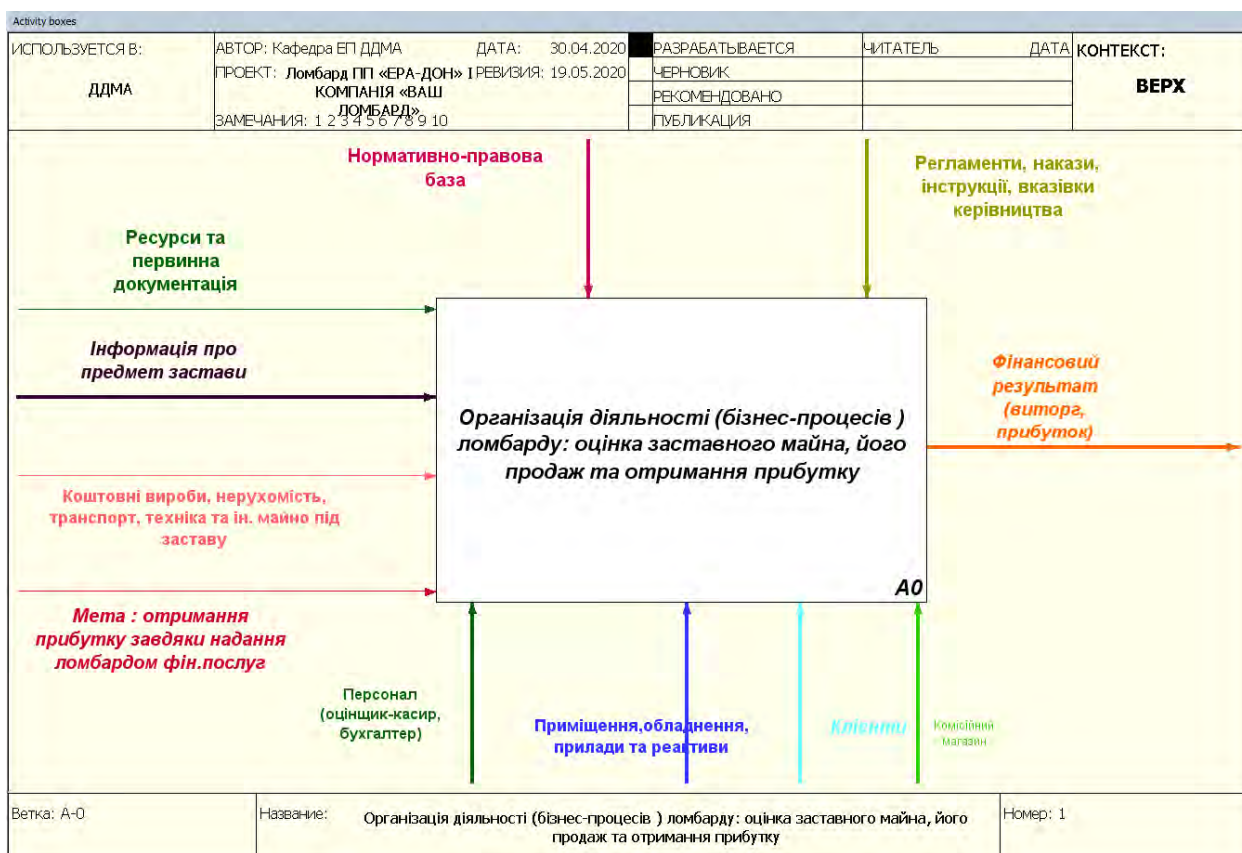 Activity boxes
ИСПОЛЬЗУЕТСЯ В:
ДДМА
АВТОР: Кафедра ЕП ДДМА
ДАТА: 30.04.2020
ПРОЕКТ: Ломбард ПП «ЕРА-ДОН» І
КОМПАНІЯ «ВАШ
ЛОМБАРД»
РЕВИЗИЯ: 19.05.2020
ЗАМЕЧАНИЯ: 1 2 3 4 5 6 7 8 9 10
РАЗРАБАТЫВАЕТСЯ
ЧЕРНОВИК
РЕКОМЕНДОВАНО
ПУБЛИКАЦИЯ
ЧИТАТЕЛЬ
ДАТА
КОНТЕКСТ:
ВЕРХ
Нормативно-правова
база
Регламенти, накази,
інструкції, вказівки
керівництва
Ресурси та
первинна
документація
Інформація про
предмет застави
Коштовні вироби, нерухомість,
транспорт, техніка та ін. майно під
заставу
Мета : отримання
прибутку завдяки надання
ломбардом фін.послуг
Організація діяльності (бізнес-процесів )
ломбарду: оцінка заставного майна, його
продаж та отримання прибутку
A0
Фінансовий
результат
(виторг,
прибуток)
Персонал
(оцінщик-касир,
бухгалтер)
Приміщення,обладнення,
прилади та реактиви
Клієнти
Комісійний
магазин
Ветка: A-0
Название:
Організація діяльності (бізнес-процесів ) ломбарду: оцінка заставного майна, його
продаж та отримання прибутку
Номер: 1